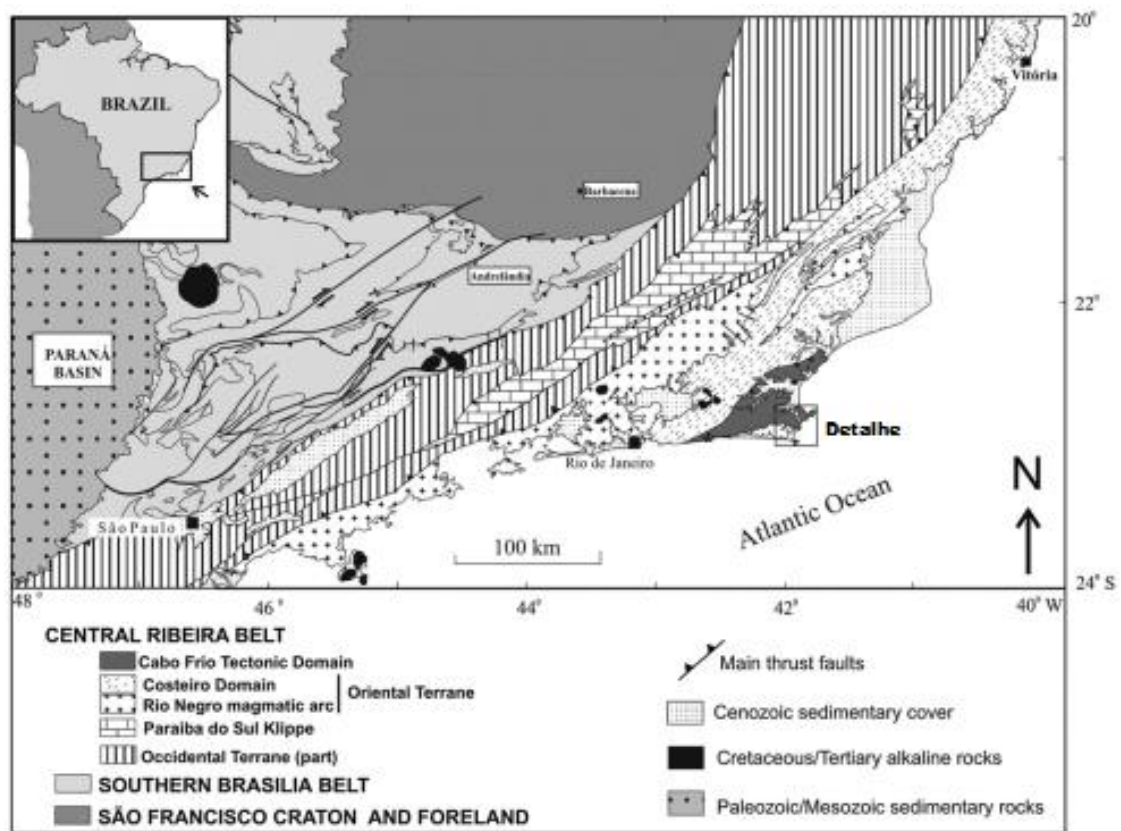 BRAZIL
20°
Vitória
Barbacena
Andrelândia
22°
PARANÁ
BASIN
Detalhe
Rio de Janeiro
N
São Paulo
Atlantic Ocean
100 km
24° S
48°
46°
44°
42°
40° W
CENTRAL RIBEIRA BELT
Cabo Frio Tectonic Domain
Costeiro Domain
Oriental Terrane
Rio Negro magmatic arc
Paraiba do Sul Klippe
Occidental Terrane (part)
SOUTHERN BRASILIA BELT
SÃO FRANCISCO CRATON AND FORELAND
Main thrust faults
Cenozoic sedimentary cover
Cretaceous/Tertiary alkaline rocks
Paleozoic/Mesozoic sedimentary rocks